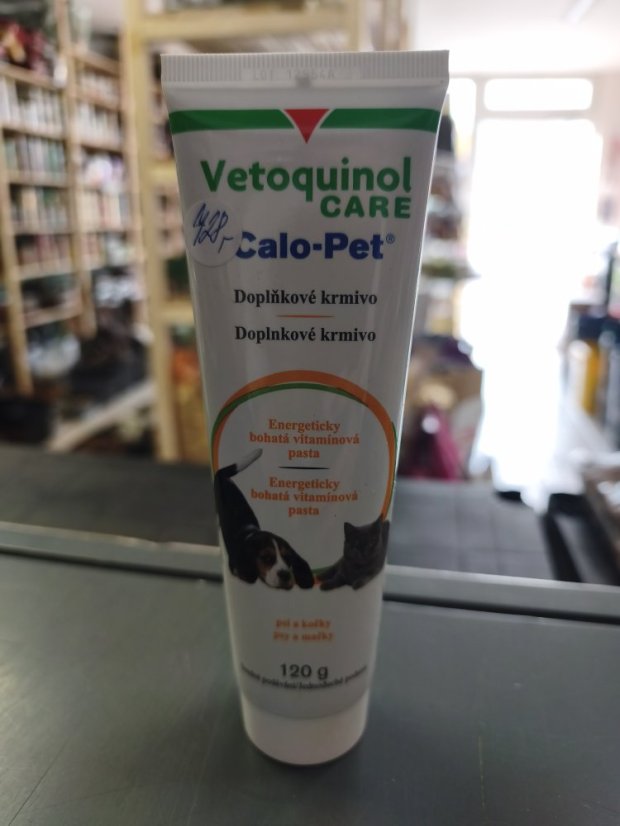 Vetoquinol
CARE
Calo-Pet®
Doplňkové krmivo
Doplnkové krmivo
Energeticky
bohatá vitamínová
pasta
Energeticky
bohatá vitamínová
pasta
psi a kočky
psy a mačky
120 g